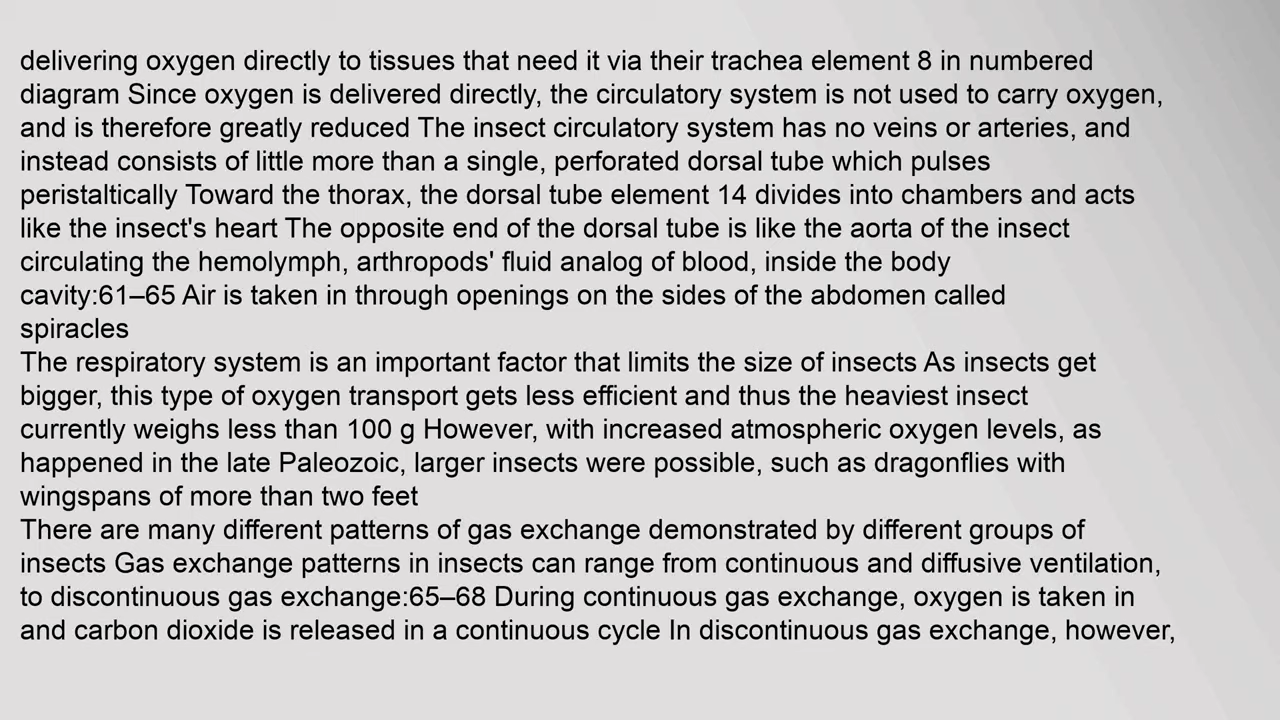 delivering oxygen directly to tissues that need it via their trachea element 8 in numbered
diagram Since oxygen is delivered directly, the circulatory system is not used to carry oxygen,
and is therefore greatly reduced The insect circulatory system has no veins or arteries, and
instead consists of little more than a single, perforated dorsal tube which pulses
peristaltically Toward the thorax, the dorsal tube element 14 divides into chambers and acts
like the insect's heart The opposite end of the dorsal tube is like the aorta of the insect
circulating the hemolymph, arthropods' fluid analog of blood, inside the body
cavity:61–65 Air is taken in through openings on the sides of the abdomen called
spiracles
The respiratory system is an important factor that limits the size of insects As insects get
bigger, this type of oxygen transport gets less efficient and thus the heaviest insect
currently weighs less than 100 g However, with increased atmospheric oxygen levels, as
happened in the late Paleozoic, larger insects were possible, such as dragonflies with
wingspans of more than two feet
There are many different patterns of gas exchange demonstrated by different groups of
insects Gas exchange patterns in insects can range from continuous and diffusive ventilation,
to discontinuous gas exchange:65–68 During continuous gas exchange, oxygen is taken in
and carbon dioxide is released in a continuous cycle In discontinuous gas exchange, however,